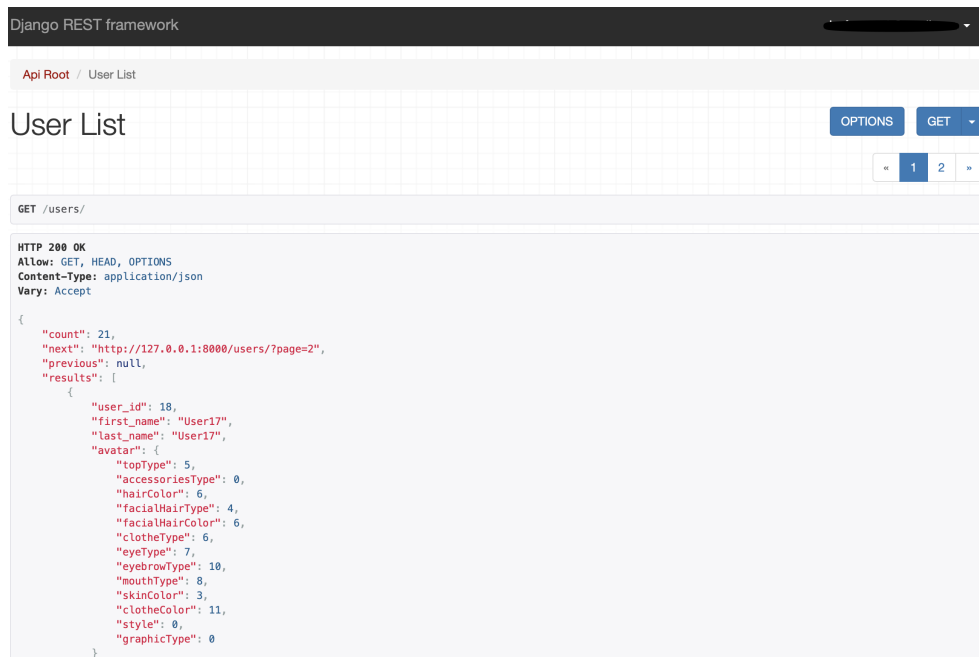 Django REST framework
Api Root / User List
User List
OPTIONS GET
« 1 2 »
GET /users/
HTTP 200 OK
Allow: GET, HEAD, OPTIONS
Content-Type: application/json
Vary: Accept
{
"count": 21,
"next": "http://127.0.0.1:8000/users/?page=2",
"previous": null,
"results": [
{
"user_id": 18,
"first_name": "User17",
"last_name": "User17",
"avatar": {
"topType": 5,
"accessoriesType": 0,
"hairColor": 6,
"facialHairType": 4,
"facialHairColor": 6,
"clotheType": 6,
"eyeType": 7,
"eyebrowType": 10,
"mouthType": 8,
"skinColor": 3,
"clotheColor": 11,
"style": 0,
"graphicType": 0
}